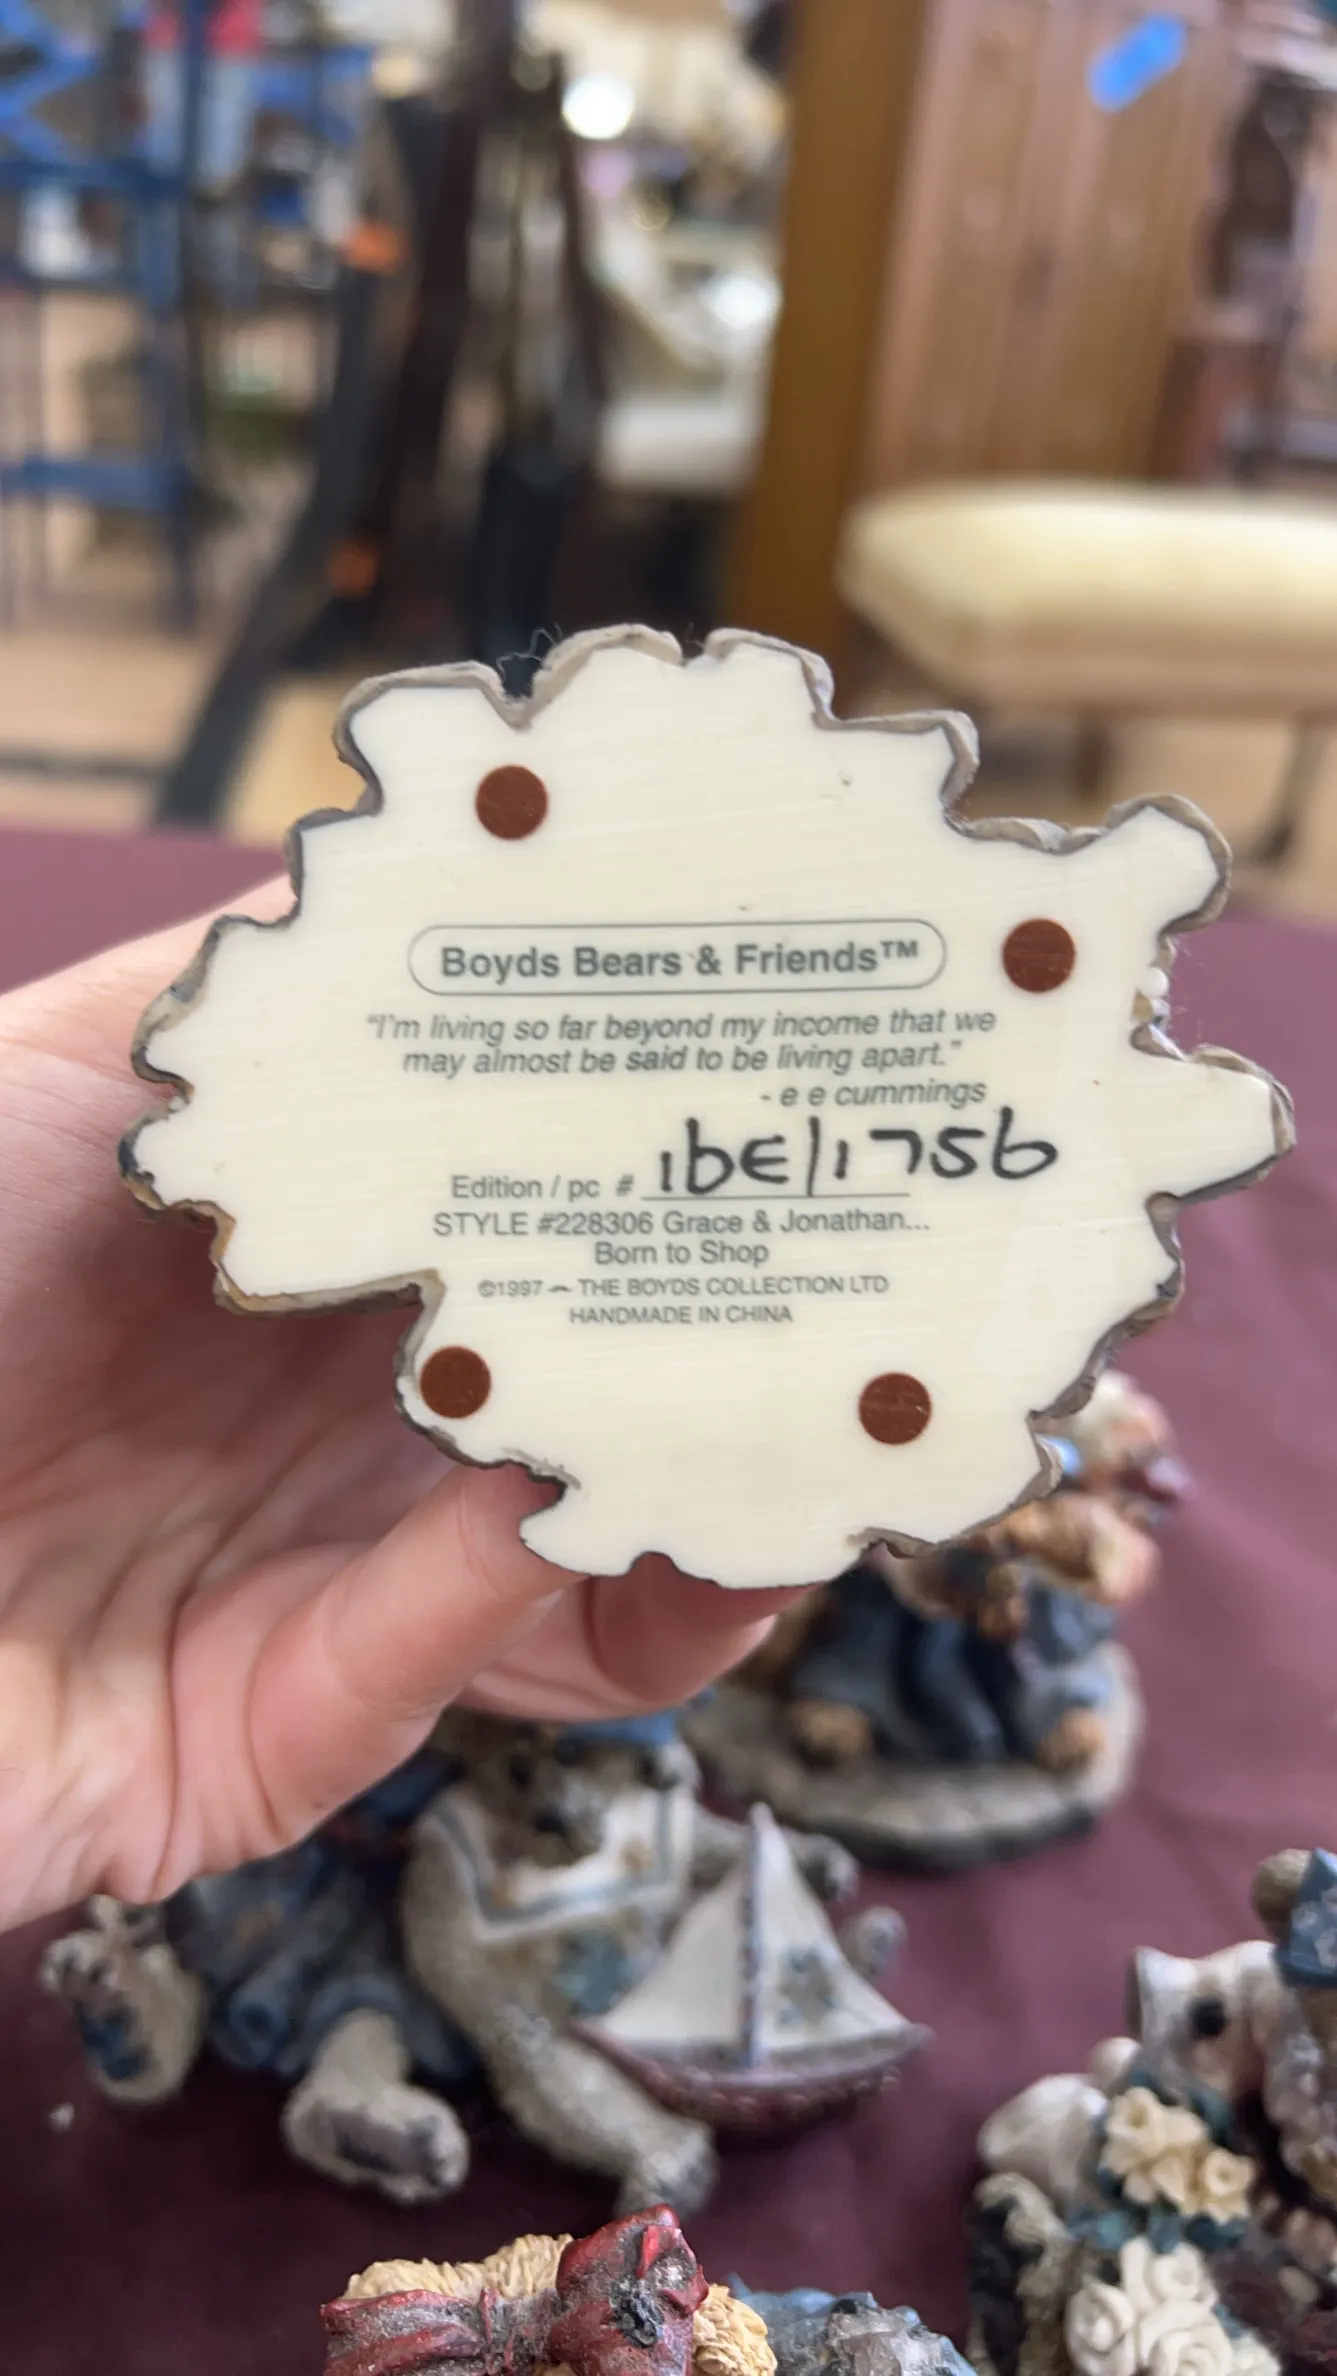 Boyds Bears & Friends™
"I'm living so far beyond my income that we
may almost be said to be living apart."
- e e cummings
Edition / pc # 16E/1756
STYLE #228306 Grace & Jonathan...
Born to Shop
©1997 ~ THE BOYDS COLLECTION LTD
HANDMADE IN CHINA